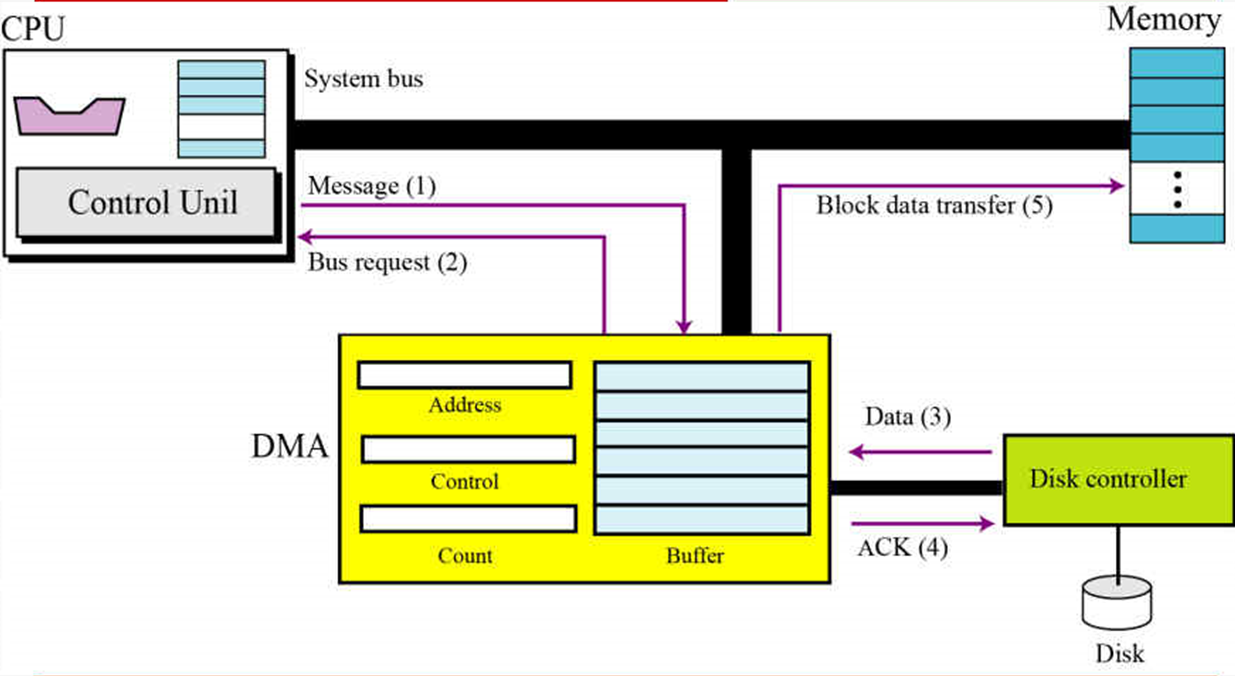 CPU
Memory
System bus
Control Unil
Message (1)
Block data transfer (5)
Bus request (2)
Address
DMA
Data (3)
Control
Disk controller
Count
Buffer
ACK (4)
Disk